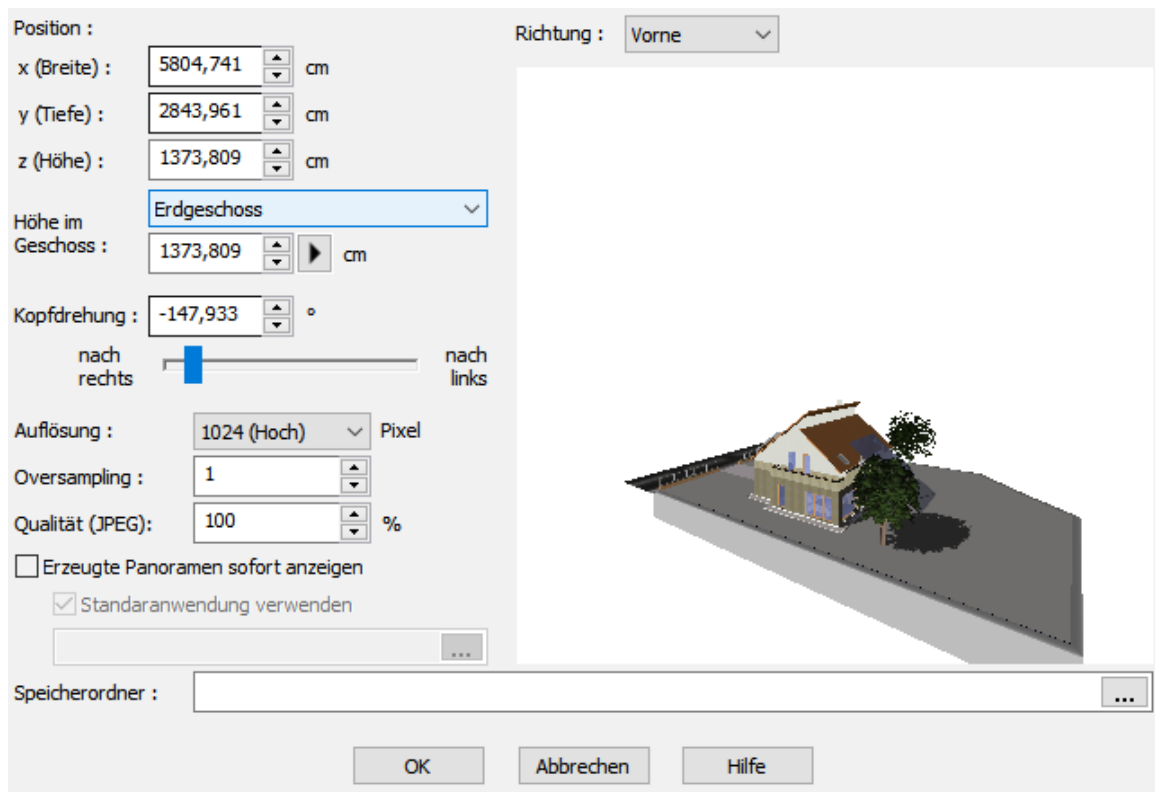 Position :
Richtung : Vorne
x (Breite) : 5804,741 cm
y (Tiefe) : 2843,961 cm
z (Höhe) : 1373,809 cm
Höhe im
Geschoss :
Erdgeschoss
1373,809 cm
Kopfdrehung : -147,933 °
nach
rechts
nach
links
Auflösung : 1024 (Hoch) Pixel
Oversampling : 1
Qualität (JPEG): 100 %
Erzeugte Panoramen sofort anzeigen
Standaranwendung verwenden
...
Speicherordner : ...
OK Abbrechen Hilfe